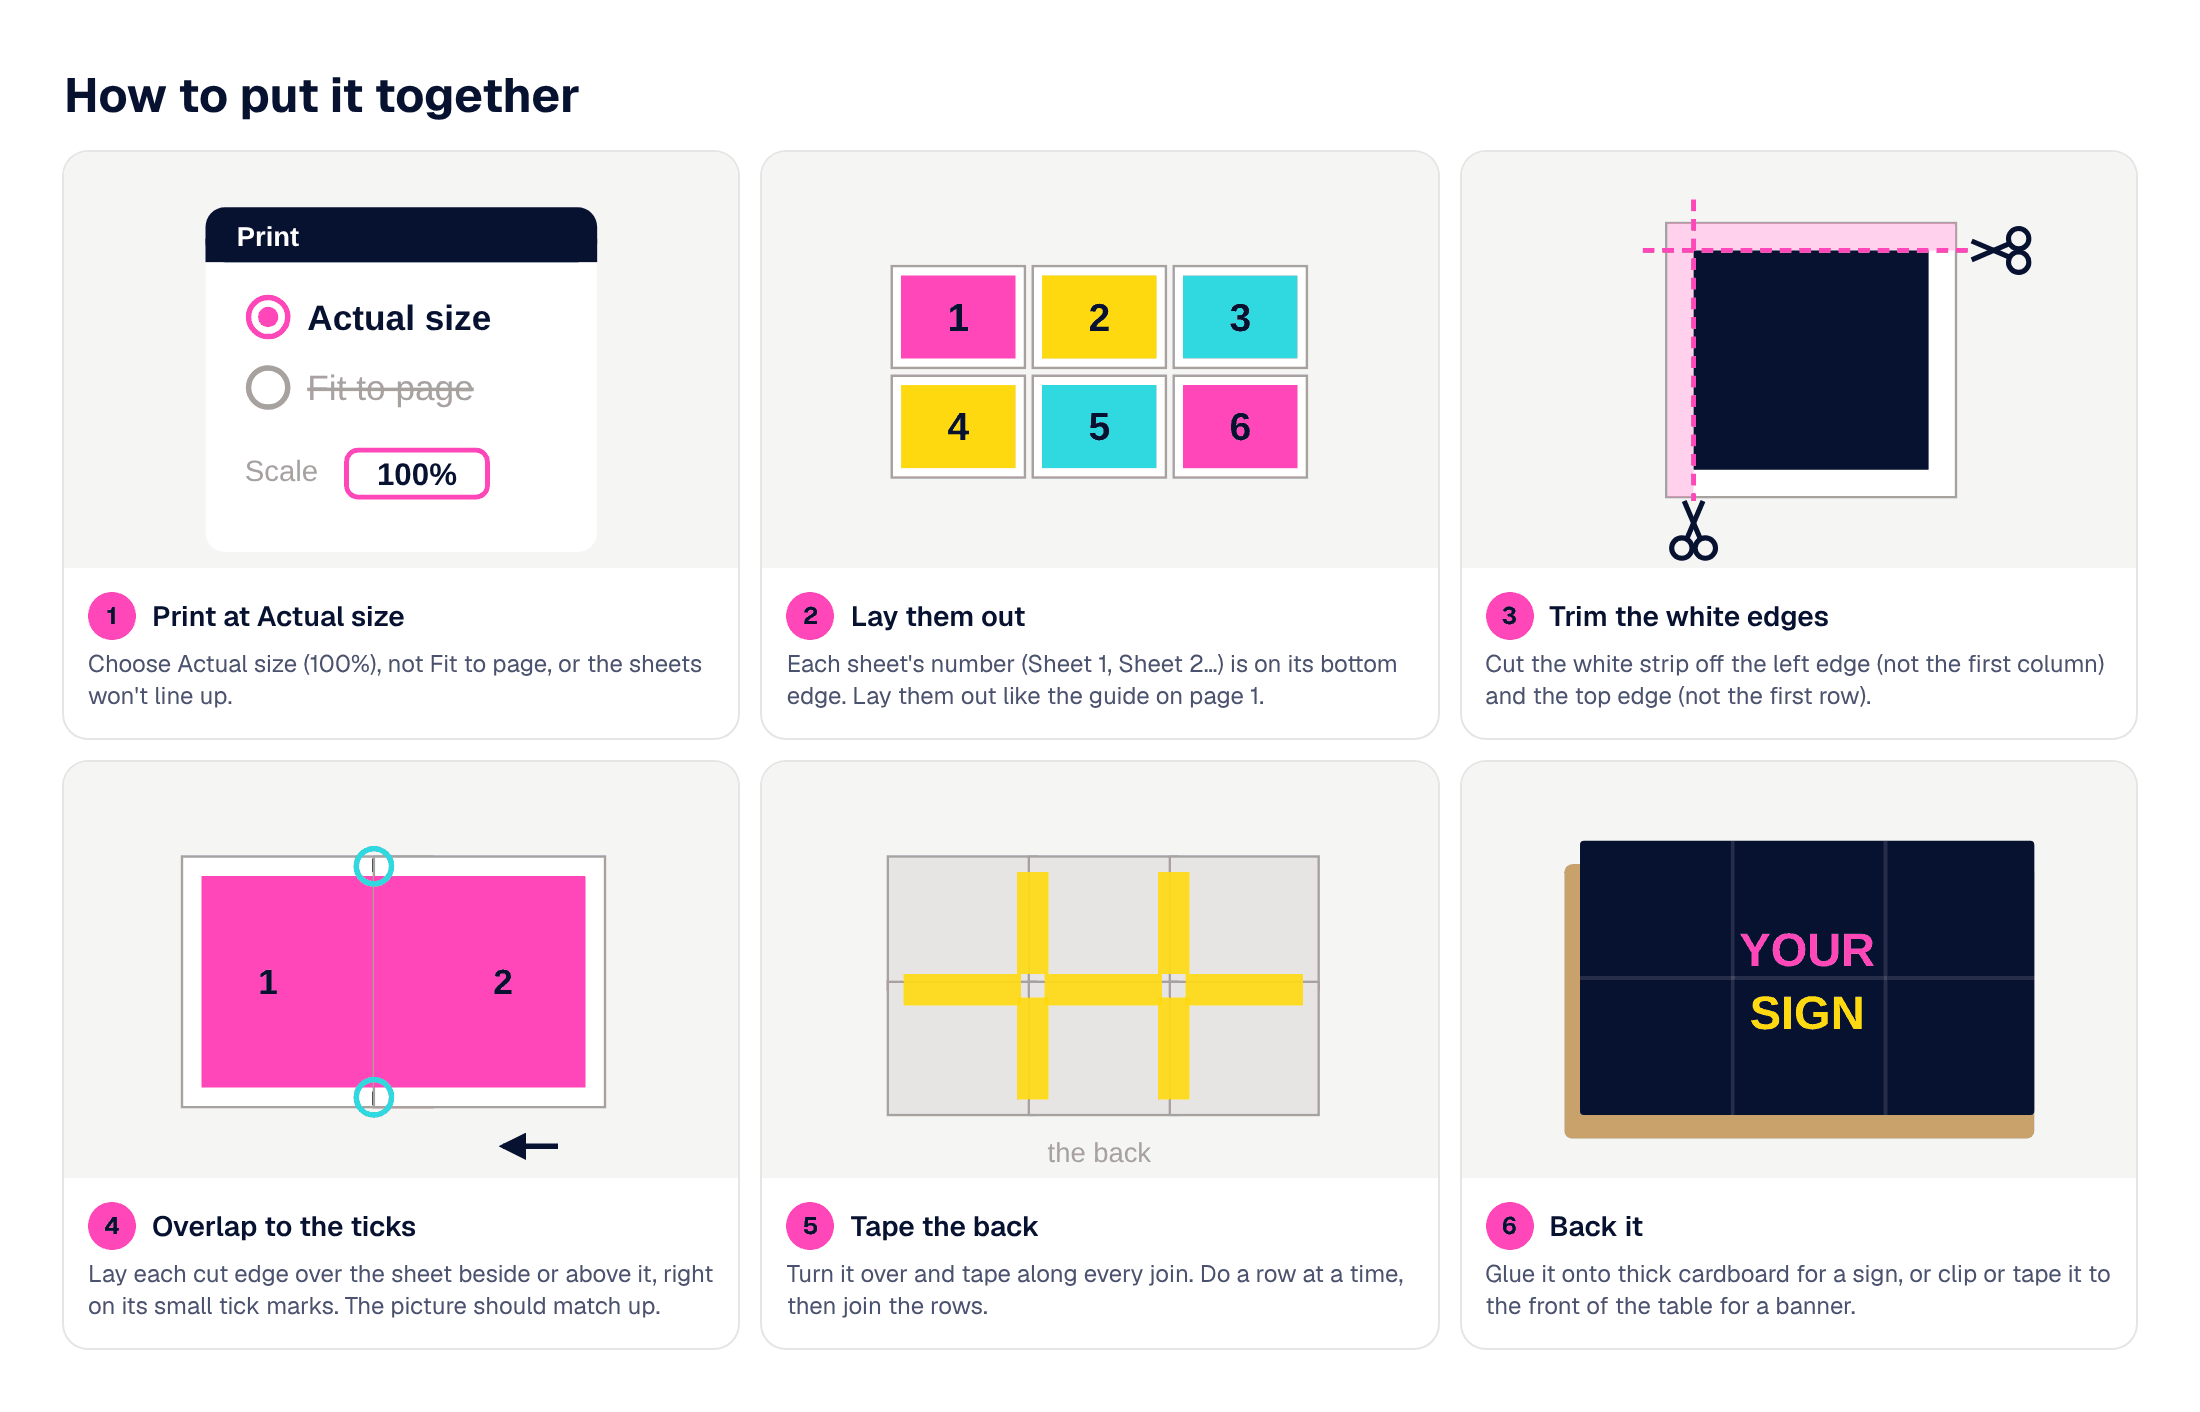 How to put it together
Print
Actual size
Fit to page
Scale 100%
1 Print at Actual size
Choose Actual size (100%), not Fit to page, or the sheets
won't line up.
1 2 3
4 5 6
2 Lay them out
Each sheet's number (Sheet 1, Sheet 2...) is on its bottom
edge. Lay them out like the guide on page 1.
3 Trim the white edges
Cut the white strip off the left edge (not the first column)
and the top edge (not the first row).
1 2
4 Overlap to the ticks
Lay each cut edge over the sheet beside or above it, right
on its small tick marks. The picture should match up.
the back
5 Tape the back
Turn it over and tape along every join. Do a row at a time,
then join the rows.
YOUR
SIGN
6 Back it
Glue it onto thick cardboard for a sign, or clip or tape it to
the front of the table for a banner.